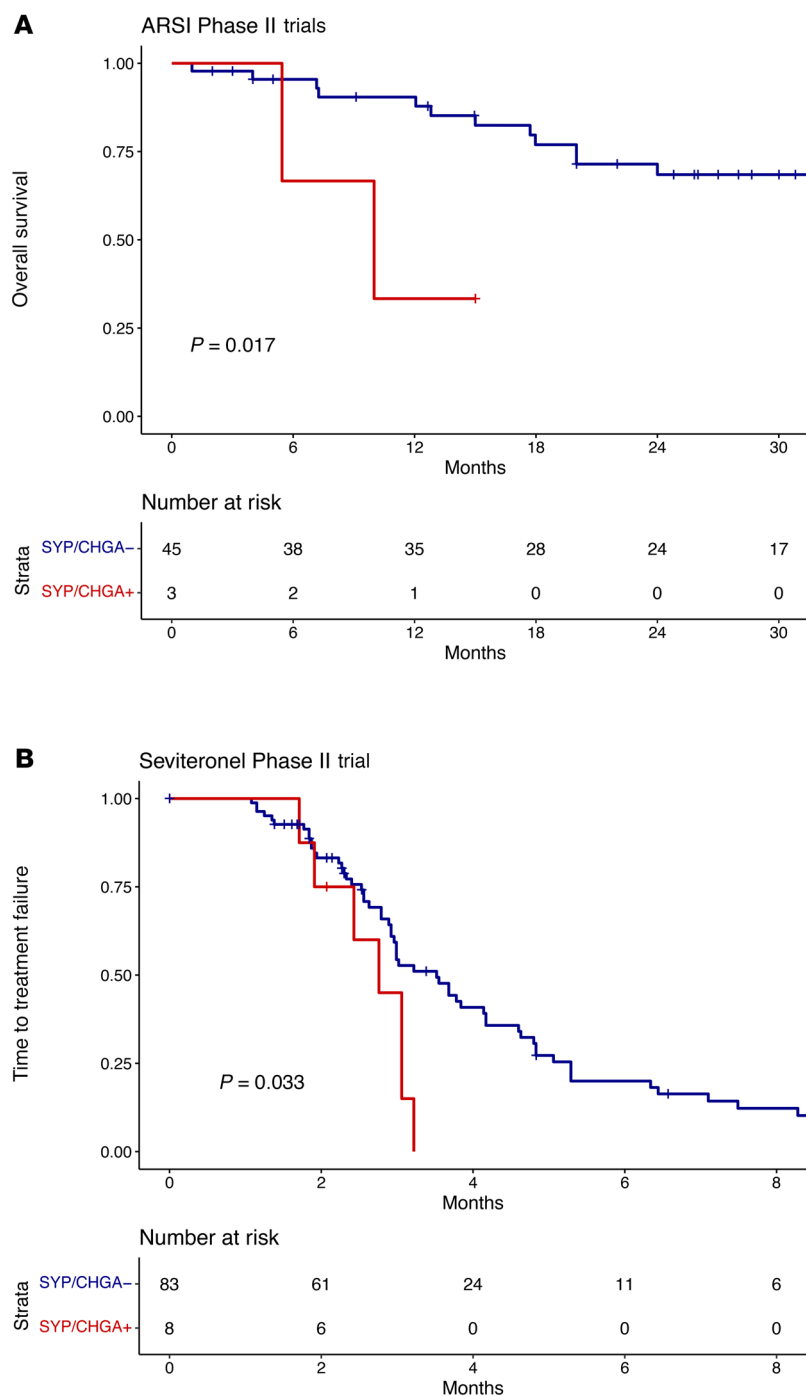 A
ARSI Phase II trials
Overall survival
1.00
0.75
0.50
0.25
0.00
P = 0.017
0 6 12 18 24 30
Months
Number at risk
Strata
SYP/CHGA− 45 38 35 28 24 17
SYP/CHGA+ 3 2 1 0 0 0
0 6 12 18 24 30
Months
B
Seviteronel Phase II trial
Time to treatment failure
1.00
0.75
0.50
0.25
0.00
P = 0.033
0 2 4 6 8
Months
Number at risk
Strata
SYP/CHGA− 83 61 24 11 6
SYP/CHGA+ 8 6 0 0 0
0 2 4 6 8
Months